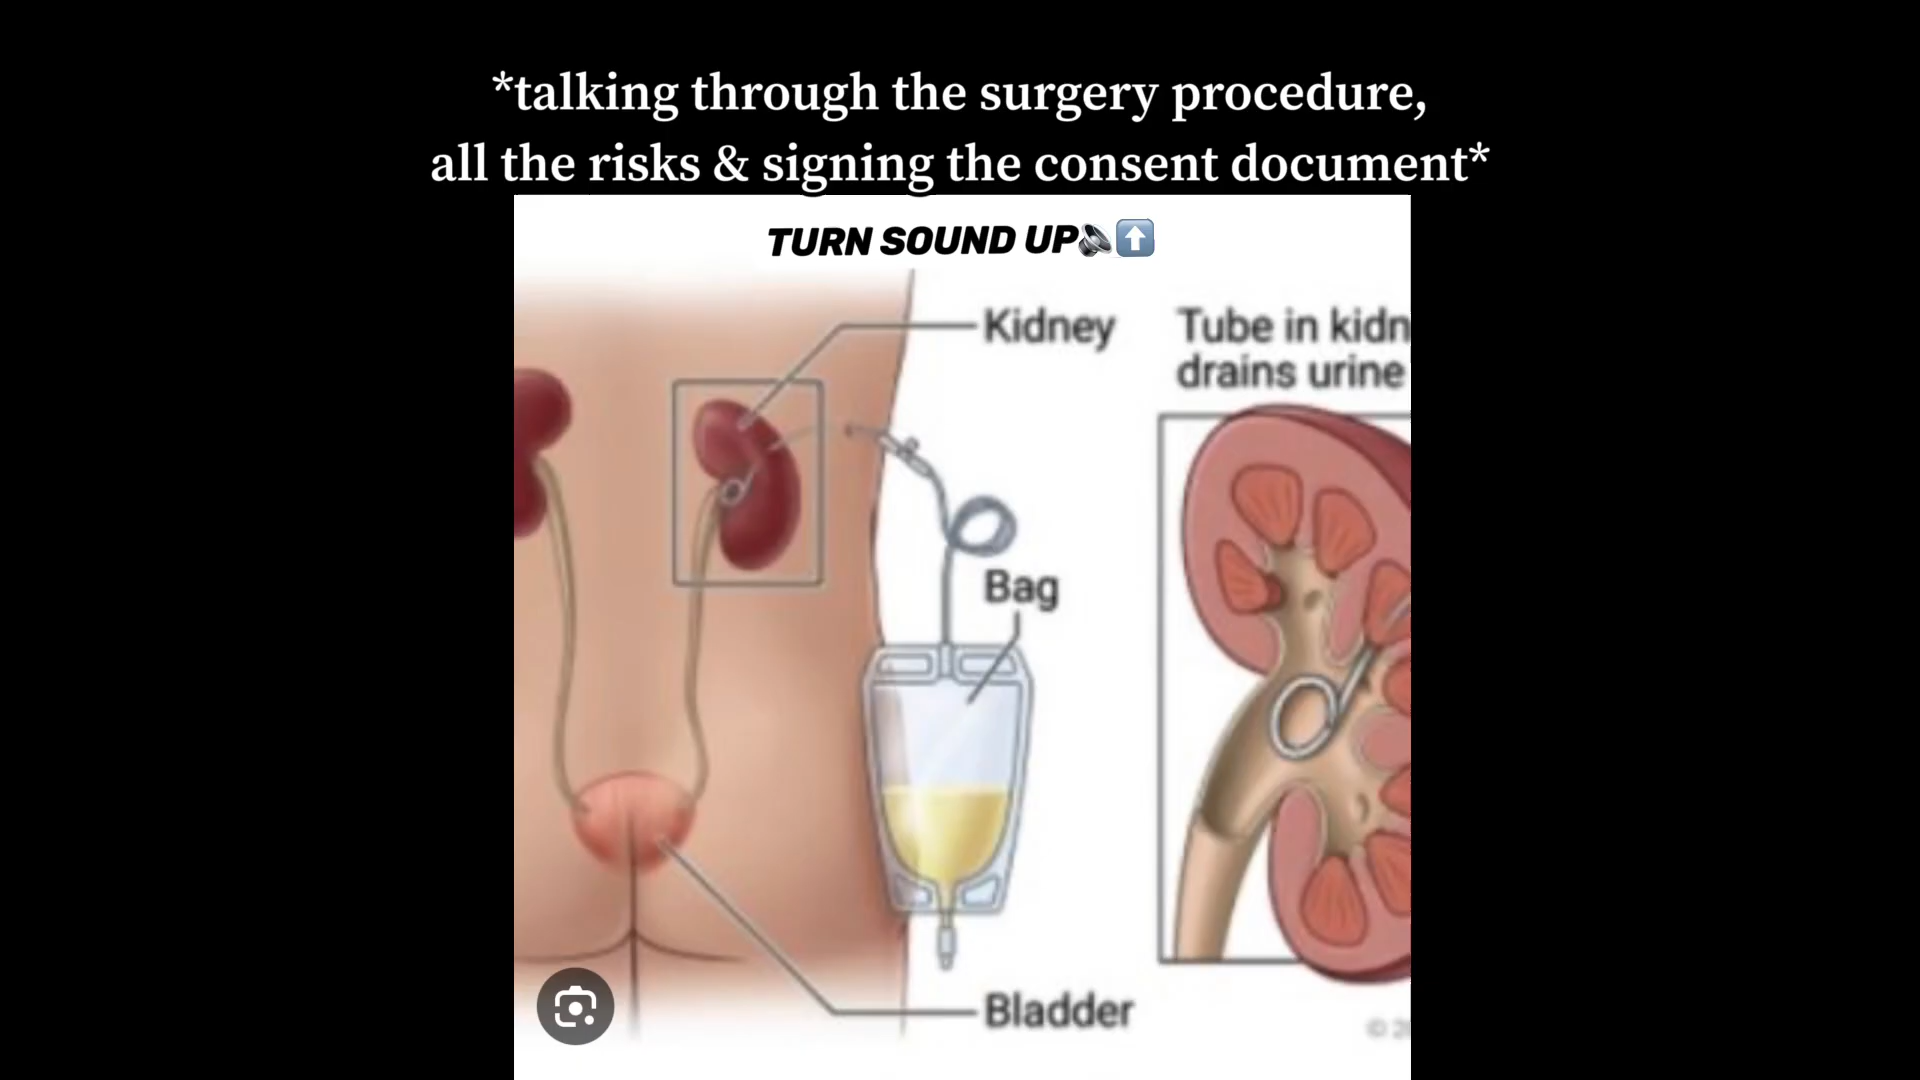 *talking through the surgery procedure,
all the risks & signing the consent document*
TURN SOUND UP🔊⬆️
Kidney
Tube in kidn
drains urine
Bag
Bladder